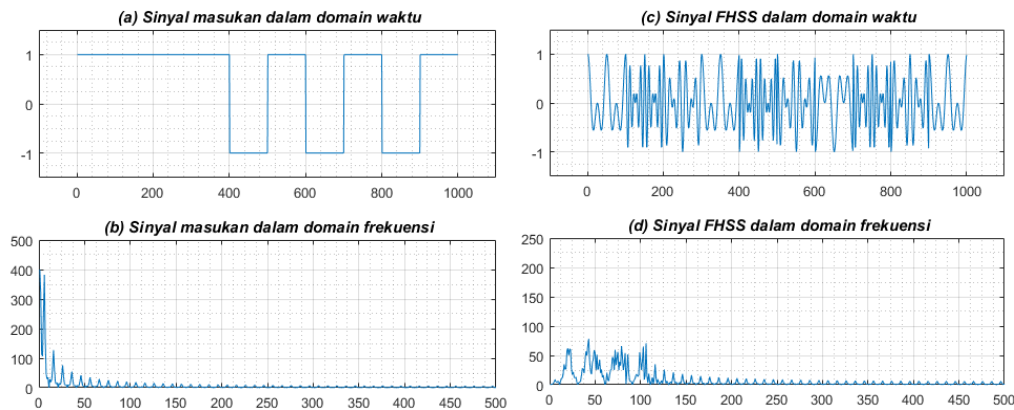 (a) Sinyal masukan dalam domain waktu
1
0
-1
0 200 400 600 800 1000
(b) Sinyal masukan dalam domain frekuensi
500
400
300
200
100
0
0 50 100 150 200 250 300 350 400 450 500
(c) Sinyal FHSS dalam domain waktu
1
0
-1
0 200 400 600 800 1000
(d) Sinyal FHSS dalam domain frekuensi
250
200
150
100
50
0
0 50 100 150 200 250 300 350 400 450 500